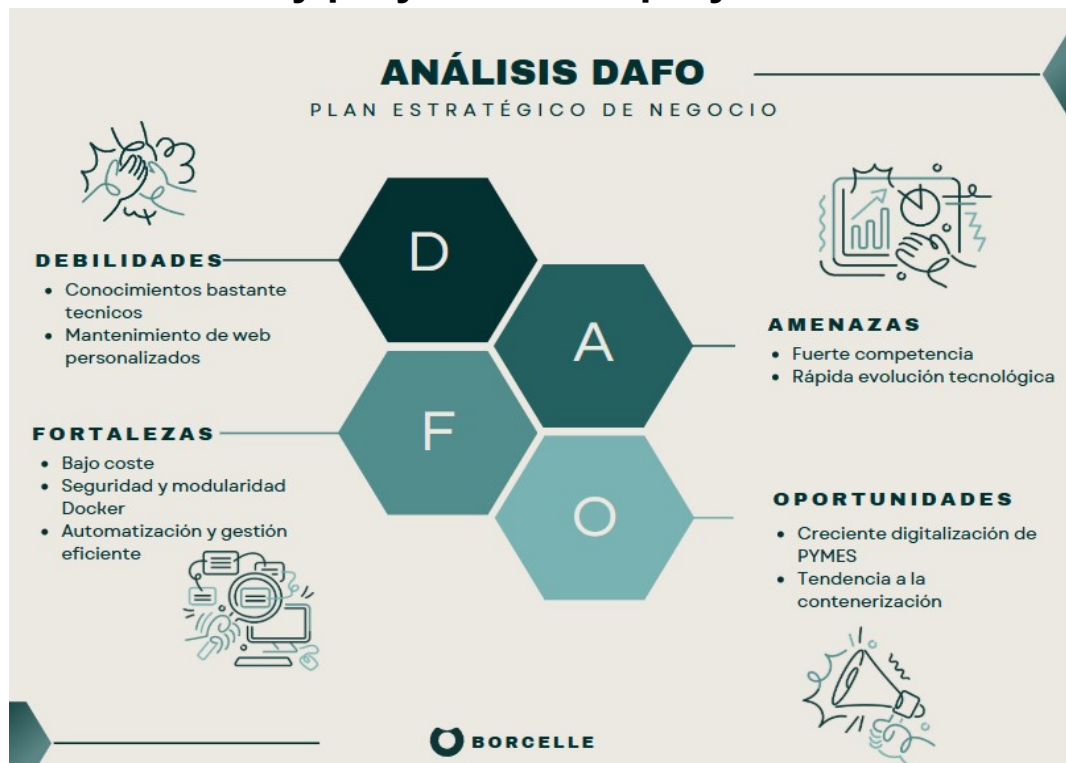 ANÁLISIS DAFO
PLAN ESTRATÉGICO DE NEGOCIO
D
DEBILIDADES
• Conocimientos bastante
tecnicos
• Mantenimiento de web
personalizados
A
AMENAZAS
• Fuerte competencia
• Rápida evolución tecnológica
F
FORTALEZAS
• Bajo coste
• Seguridad y modularidad
Docker
• Automatización y gestión
eficiente
O
OPORTUNIDADES
• Creciente digitalización de
PYMES
• Tendencia a la
contenerización
BORCELLE